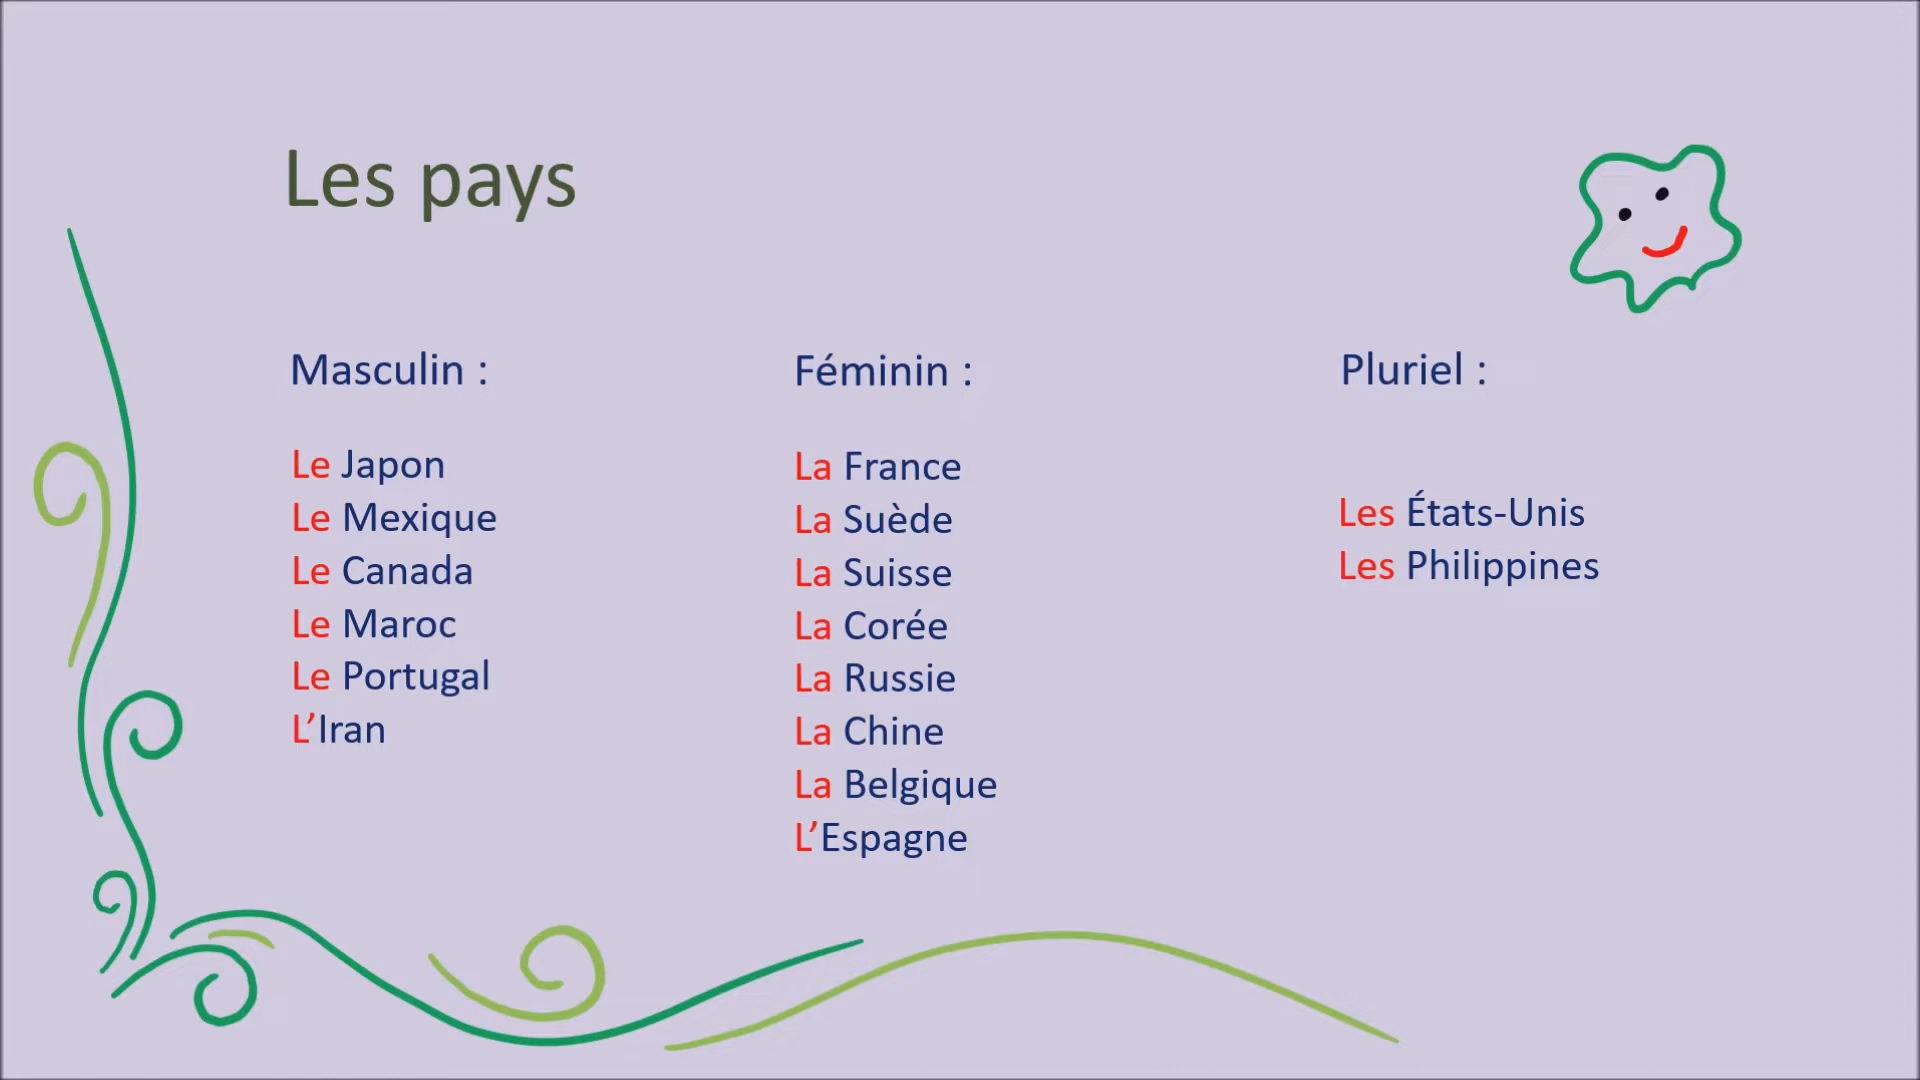 Les pays
Masculin :
Le Japon
Le Mexique
Le Canada
Le Maroc
Le Portugal
L’Iran
Féminin :
La France
La Suède
La Suisse
La Corée
La Russie
La Chine
La Belgique
L’Espagne
Pluriel :
Les États-Unis
Les Philippines